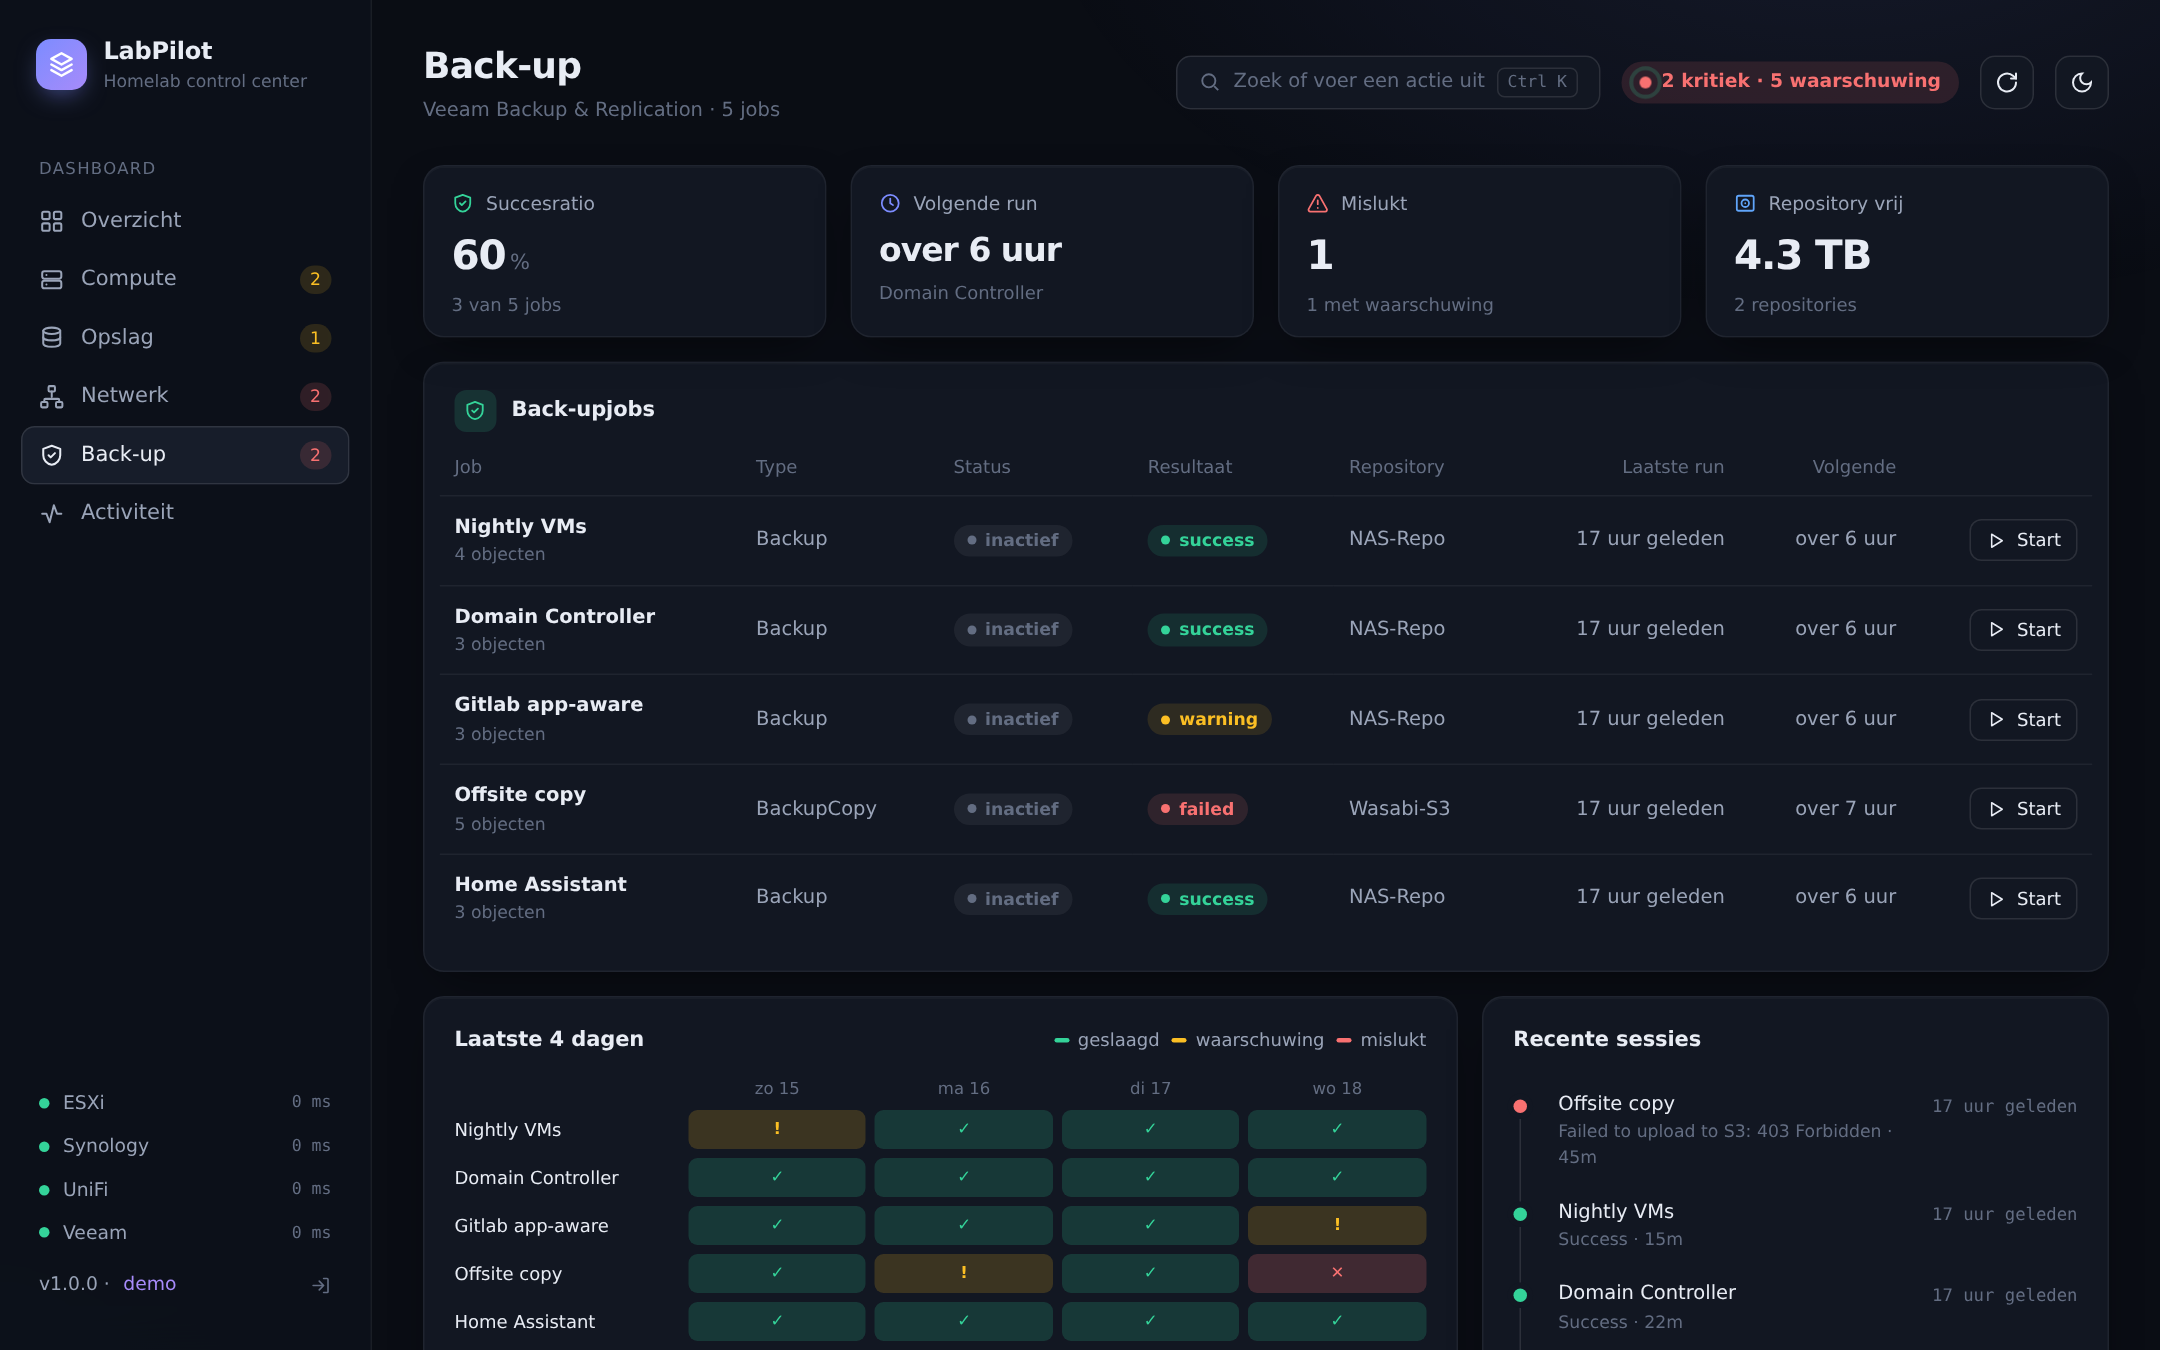 LabPilot
Homelab control center
DASHBOARD
Overzicht
Compute 2
Opslag 1
Netwerk 2
Back-up 2
Activiteit
ESXi 0 ms
Synology 0 ms
UniFi 0 ms
Veeam 0 ms
v1.0.0 · demo
Back-up
Veeam Backup & Replication · 5 jobs
Zoek of voer een actie uit Ctrl K
2 kritiek · 5 waarschuwing
Succesratio
60 %
3 van 5 jobs
Volgende run
over 6 uur
Domain Controller
Mislukt
1
1 met waarschuwing
Repository vrij
4.3 TB
2 repositories
Back-upjobs
Job Type Status Resultaat Repository Laatste run Volgende
Nightly VMs
4 objecten
Backup inactief success NAS-Repo 17 uur geleden over 6 uur Start
Domain Controller
3 objecten
Backup inactief success NAS-Repo 17 uur geleden over 6 uur Start
Gitlab app-aware
3 objecten
Backup inactief warning NAS-Repo 17 uur geleden over 6 uur Start
Offsite copy
5 objecten
BackupCopy inactief failed Wasabi-S3 17 uur geleden over 7 uur Start
Home Assistant
3 objecten
Backup inactief success NAS-Repo 17 uur geleden over 6 uur Start
Laatste 4 dagen
geslaagd waarschuwing mislukt
zo 15 ma 16 di 17 wo 18
Nightly VMs ! ✓ ✓ ✓
Domain Controller ✓ ✓ ✓ ✓
Gitlab app-aware ✓ ✓ ✓ !
Offsite copy ✓ ! ✓ ✕
Home Assistant ✓ ✓ ✓ ✓
Recente sessies
Offsite copy 17 uur geleden
Failed to upload to S3: 403 Forbidden ·
45m
Nightly VMs 17 uur geleden
Success · 15m
Domain Controller 17 uur geleden
Success · 22m